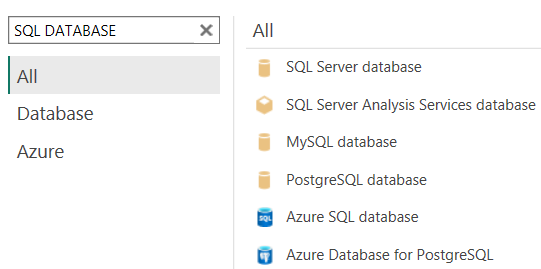 SQL DATABASE
All
Database
Azure
All
SQL Server database
SQL Server Analysis Services database
MySQL database
PostgreSQL database
SQL
Azure SQL database
Azure Database for PostgreSQL